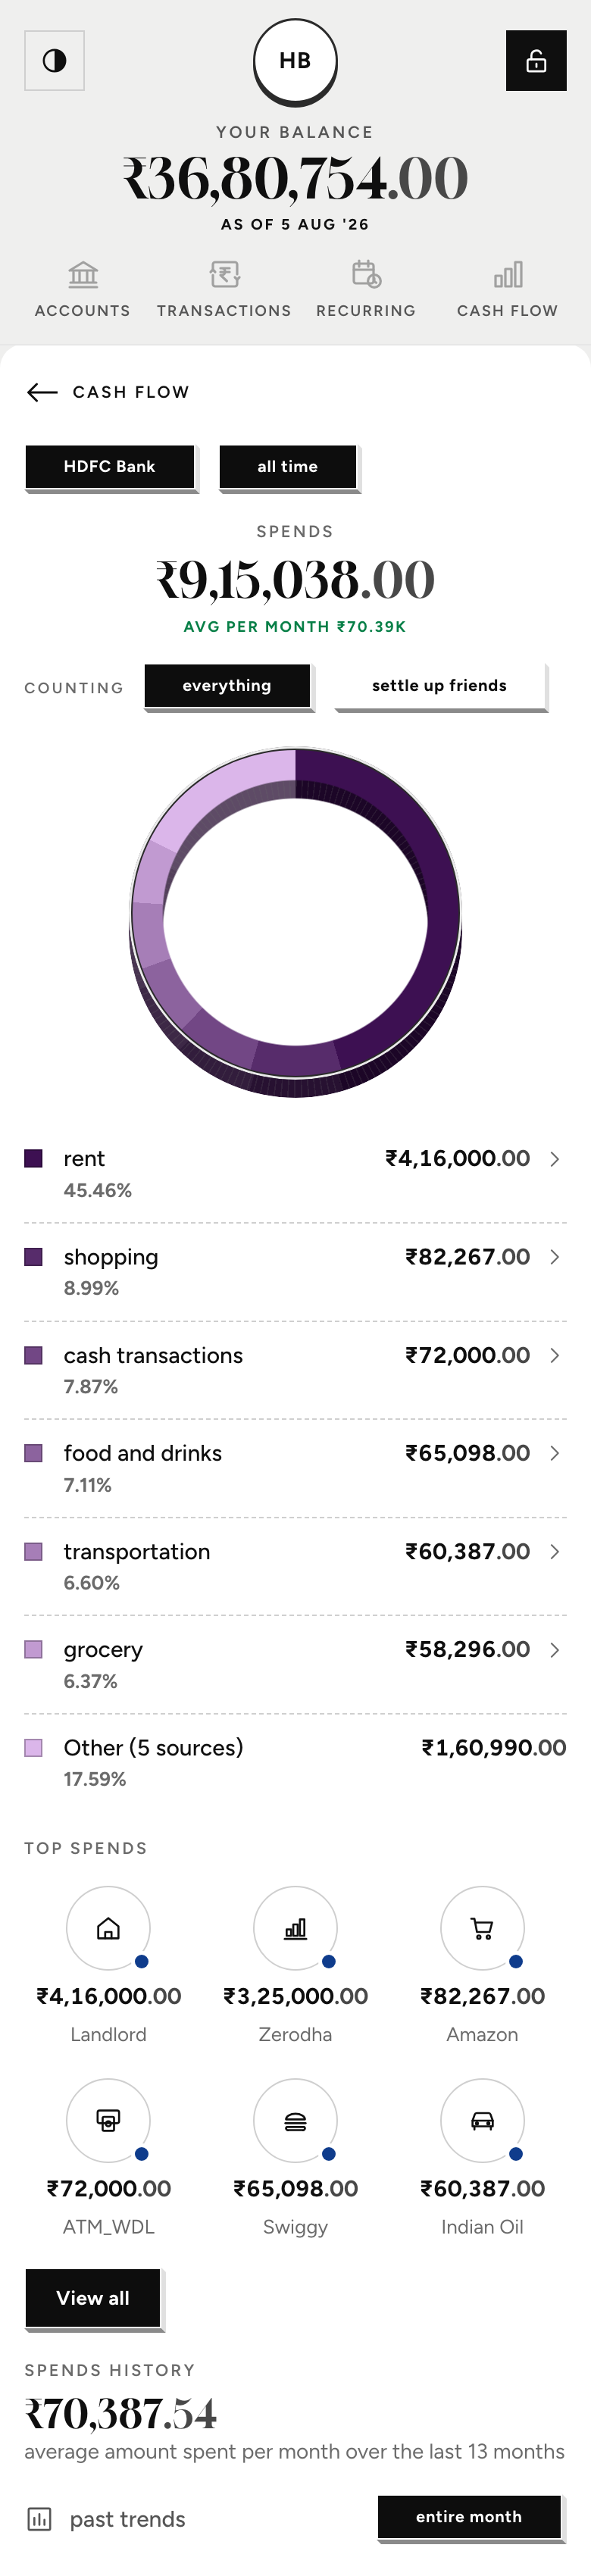 HB
YOUR BALANCE
₹36,80,754.00
AS OF 5 AUG '26
ACCOUNTS TRANSACTIONS RECURRING CASH FLOW
CASH FLOW
HDFC Bank all time
SPENDS
₹9,15,038.00
AVG PER MONTH ₹70.39K
COUNTING everything settle up friends
rent ₹4,16,000.00
45.46%
shopping ₹82,267.00
8.99%
cash transactions ₹72,000.00
7.87%
food and drinks ₹65,098.00
7.11%
transportation ₹60,387.00
6.60%
grocery ₹58,296.00
6.37%
Other (5 sources) ₹1,60,990.00
17.59%
TOP SPENDS
₹4,16,000.00 ₹3,25,000.00 ₹82,267.00
Landlord Zerodha Amazon
₹72,000.00 ₹65,098.00 ₹60,387.00
ATM_WDL Swiggy Indian Oil
View all
SPENDS HISTORY
₹70,387.54
average amount spent per month over the last 13 months
past trends entire month